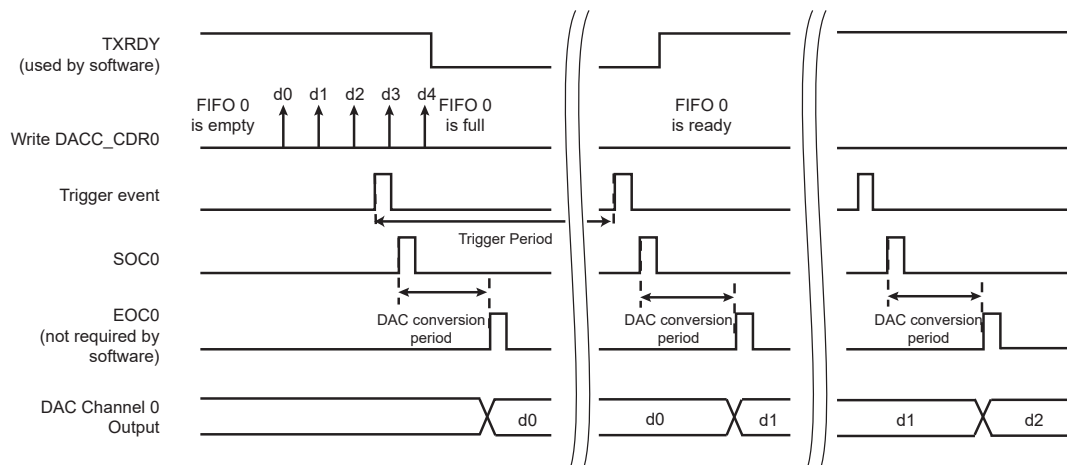 TXRDY
(used by software)
FIFO 0
is empty
d0
d1
d2
d3
d4
FIFO 0
is full
FIFO 0
is ready
Write DACC_CDR0
Trigger event
Trigger Period
SOC0
EOC0
(not required by
software)
DAC conversion
period
DAC conversion
period
DAC conversion
period
DAC Channel 0
Output
d0
d0
d1
d1
d2